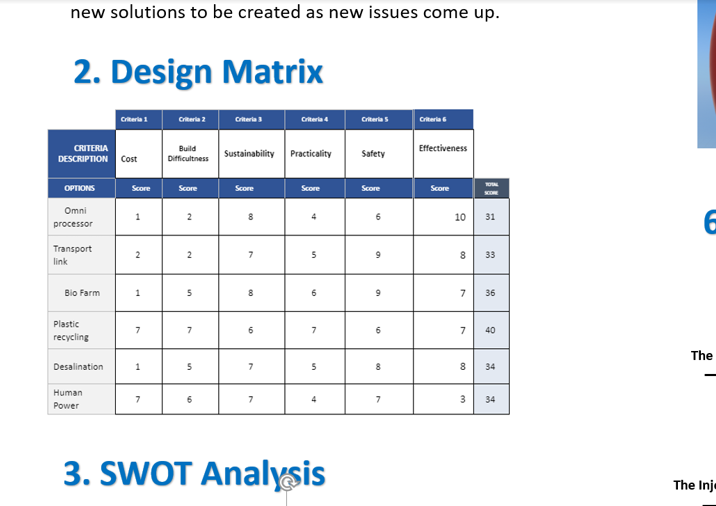 new solutions to be created as new issues come up.
2. Design Matrix
Criteria 1 Criteria 2 Criteria 3 Criteria 4 Criteria 5 Criteria 6
CRITERIA DESCRIPTION Cost Build Difficultness Sustainability Practicality Safety Effectiveness
OPTIONS Score Score Score Score Score Score TOTAL SCORE
Omni processor 1 2 8 4 6 10 31
Transport link 2 2 7 5 9 8 33
Bio Farm 1 5 8 6 9 7 36
Plastic recycling 7 7 6 7 6 7 40
Desalination 1 5 7 5 8 8 34
Human Power 7 6 7 4 7 3 34
3. SWOT Analysis
6
The
The Inj